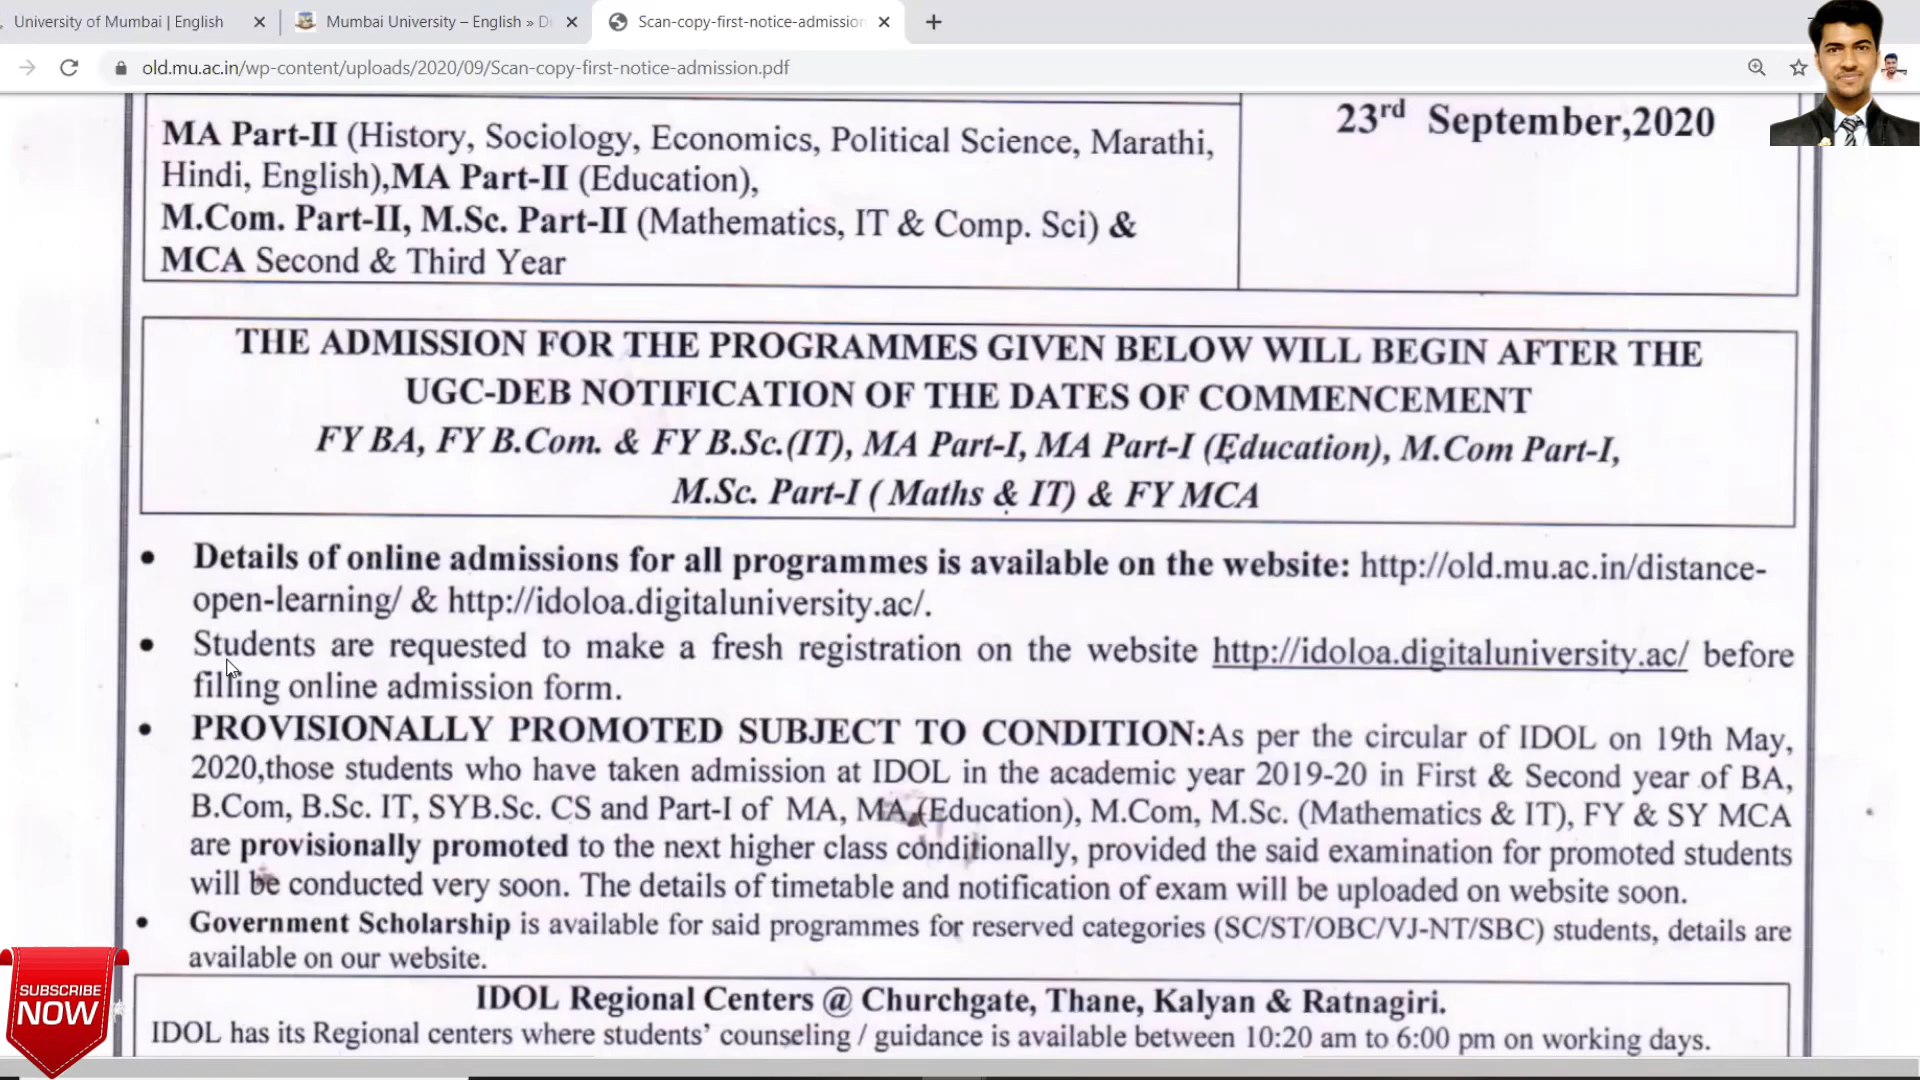 University of Mumbai | English
Mumbai University – English » D
Scan-copy-first-notice-admission
old.mu.ac.in/wp-content/uploads/2020/09/Scan-copy-first-notice-admission.pdf
MA Part-II (History, Sociology, Economics, Political Science, Marathi,
Hindi, English),MA Part-II (Education),
M.Com. Part-II, M.Sc. Part-II (Mathematics, IT & Comp. Sci) &
MCA Second & Third Year
23rd September,2020
THE ADMISSION FOR THE PROGRAMMES GIVEN BELOW WILL BEGIN AFTER THE
UGC-DEB NOTIFICATION OF THE DATES OF COMMENCEMENT
FY BA, FY B.Com. & FY B.Sc.(IT), MA Part-I, MA Part-I (Education), M.Com Part-I,
M.Sc. Part-I ( Maths & IT) & FY MCA
• Details of online admissions for all programmes is available on the website: http://old.mu.ac.in/distance-
open-learning/ & http://idoloa.digitaluniversity.ac/.
• Students are requested to make a fresh registration on the website http://idoloa.digitaluniversity.ac/ before
filling online admission form.
• PROVISIONALLY PROMOTED SUBJECT TO CONDITION:As per the circular of IDOL on 19th May,
2020,those students who have taken admission at IDOL in the academic year 2019-20 in First & Second year of BA,
B.Com, B.Sc. IT, SYB.Sc. CS and Part-I of MA, MA (Education), M.Com, M.Sc. (Mathematics & IT), FY & SY MCA
are provisionally promoted to the next higher class conditionally, provided the said examination for promoted students
will be conducted very soon. The details of timetable and notification of exam will be uploaded on website soon.
• Government Scholarship is available for said programmes for reserved categories (SC/ST/OBC/VJ-NT/SBC) students, details are
available on our website.
IDOL Regional Centers @ Churchgate, Thane, Kalyan & Ratnagiri.
IDOL has its Regional centers where students' counseling / guidance is available between 10:20 am to 6:00 pm on working days.
SUBSCRIBE
NOW